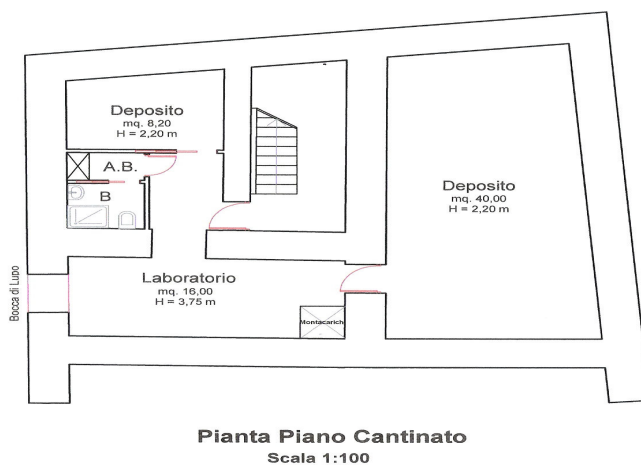 Deposito
mq. 8,20
H = 2,20 m
A.B.
B
Deposito
mq. 40,00
H = 2,20 m
Laboratorio
mq. 16,00
H = 3,75 m
Bocca di Lupo
Montacarich
Pianta Piano Cantinato
Scala 1:100